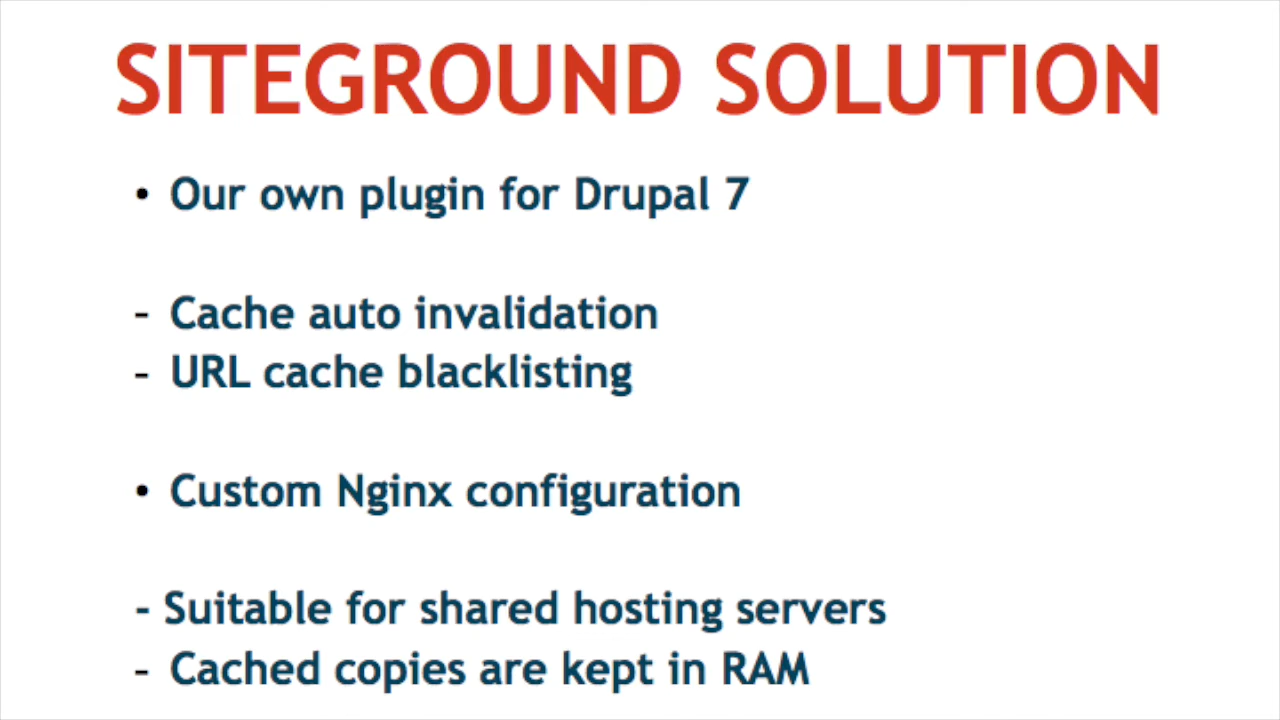 SITEGROUND SOLUTION
• Our own plugin for Drupal 7
– Cache auto invalidation
– URL cache blacklisting
• Custom Nginx configuration
- Suitable for shared hosting servers
– Cached copies are kept in RAM